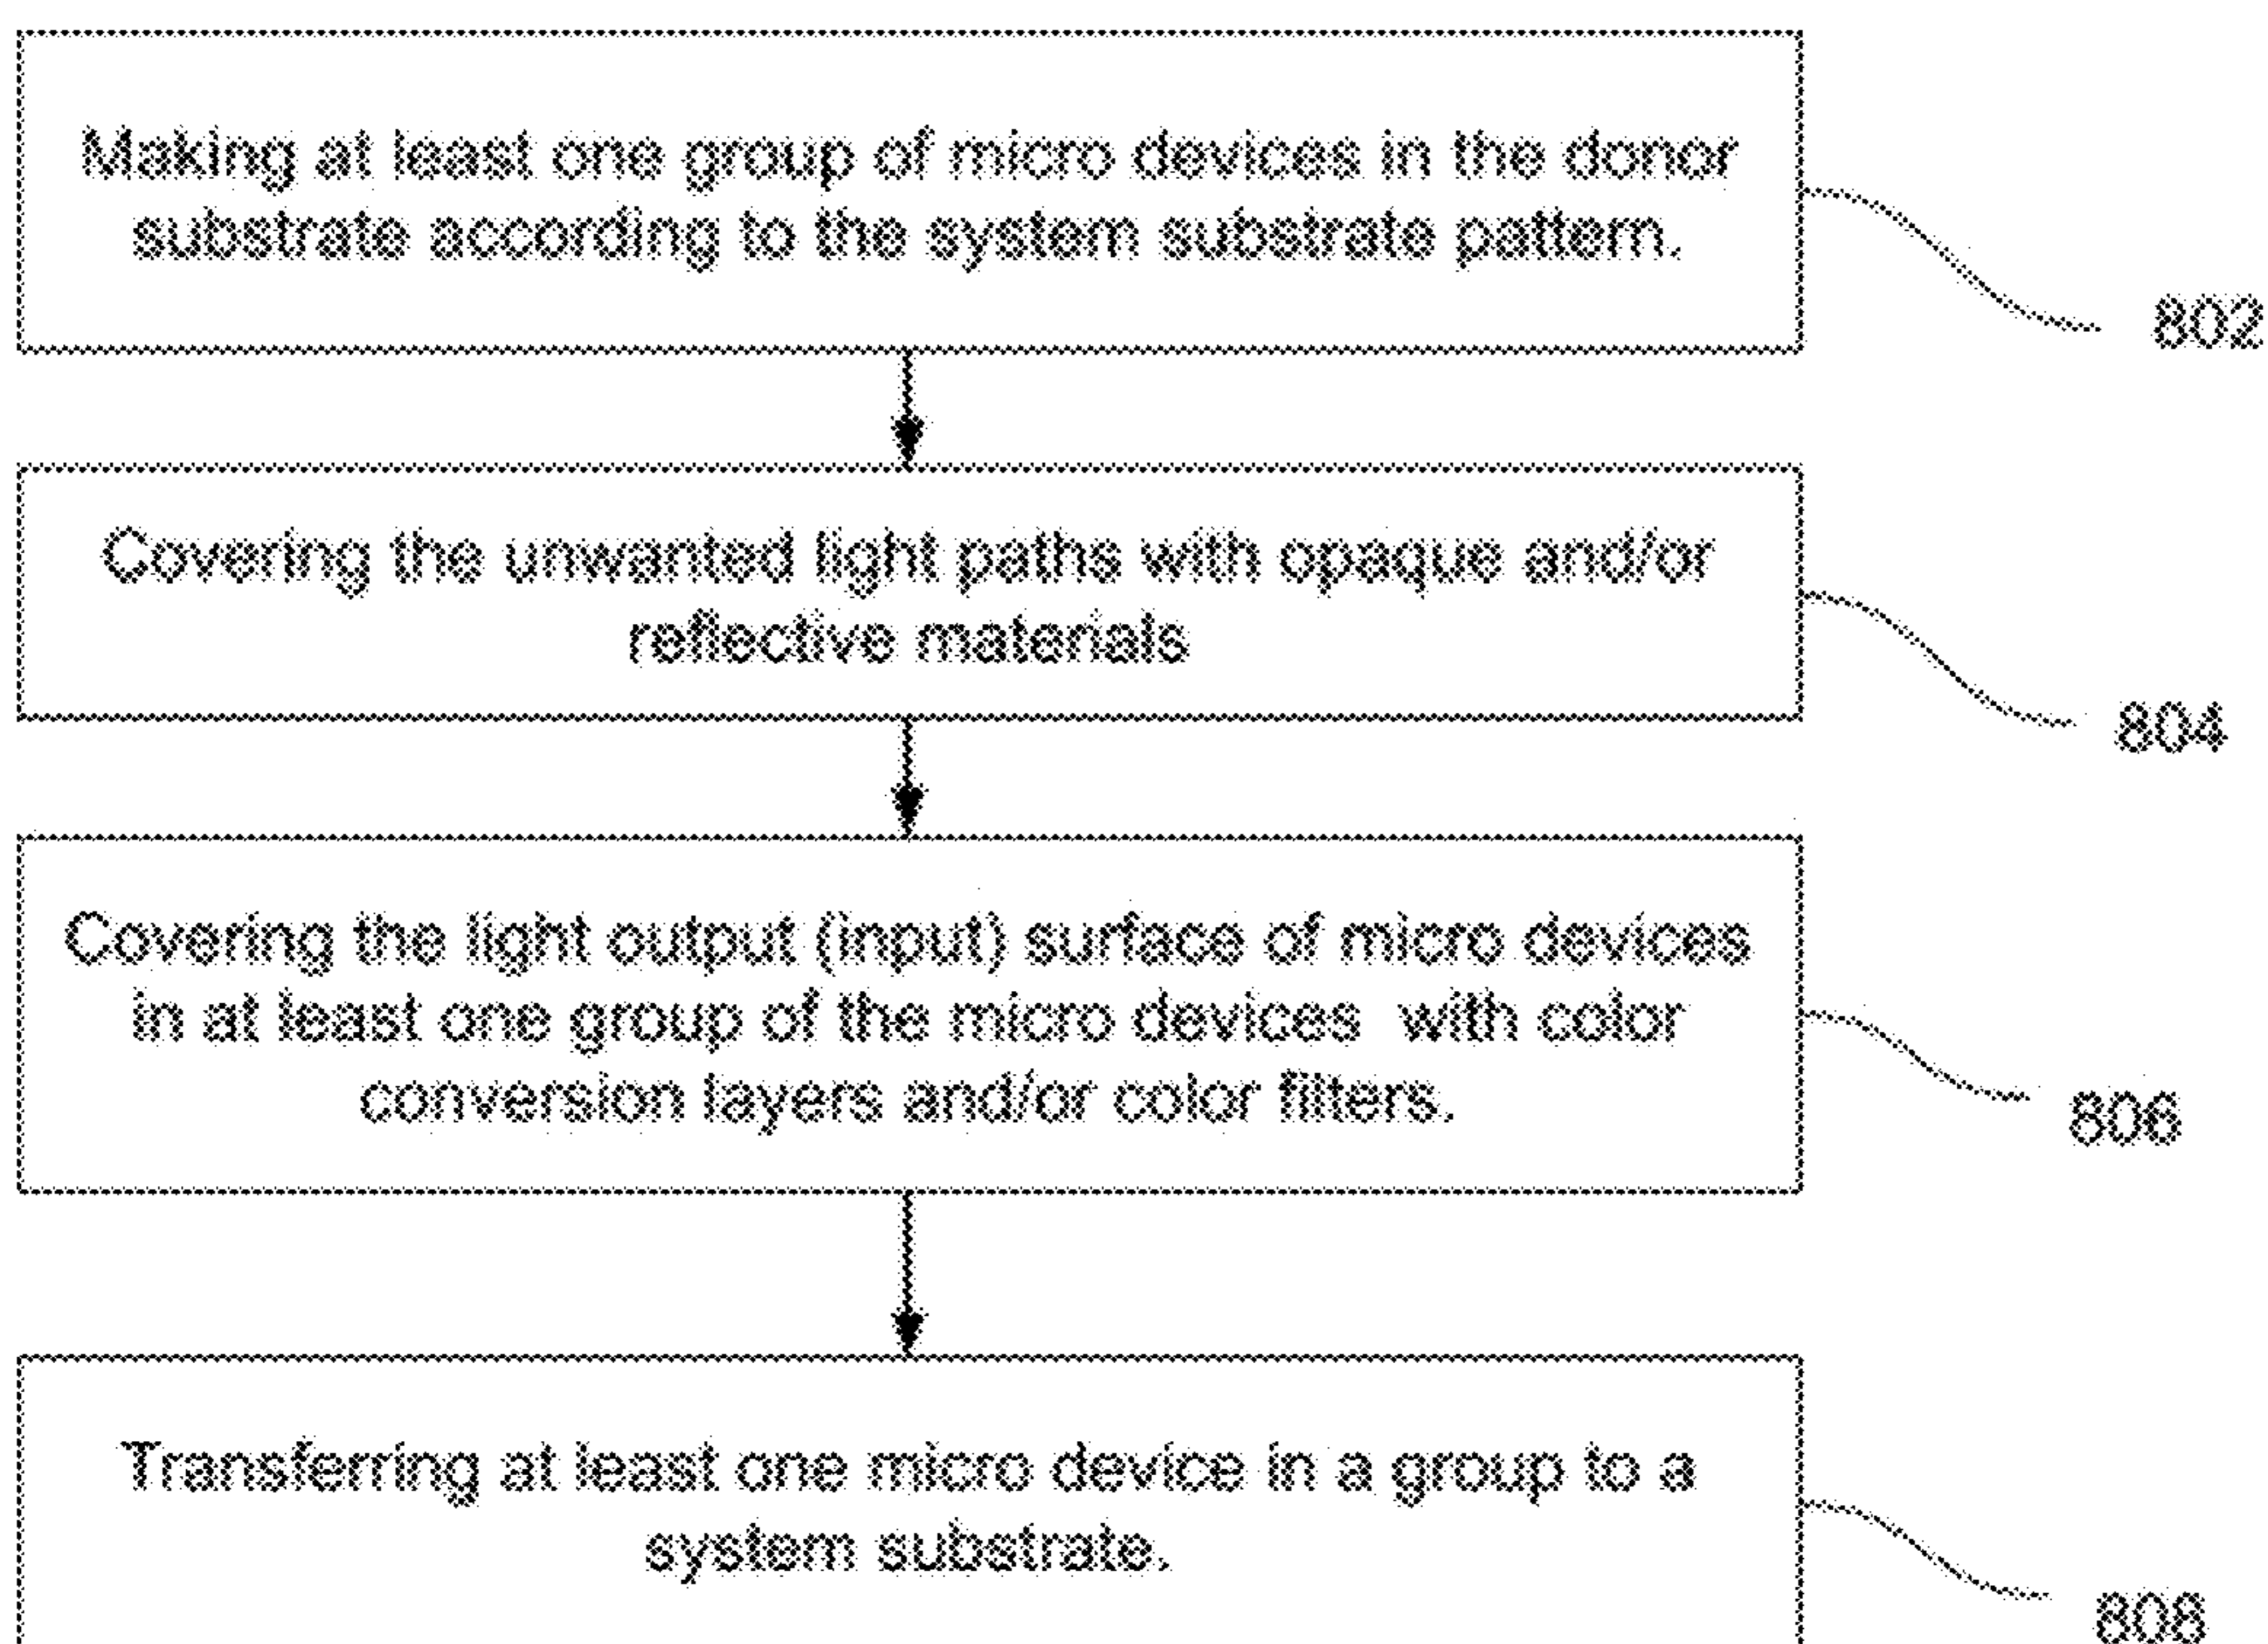 Making at least one group of micro devices in the donor
substrate according to the system substrate pattern.
802
Covering the unwanted light paths with opaque and/or
reflective materials
804
Covering the light output (input) surface of micro devices
in at least one group of the micro devices  with color
conversion layers and/or color filters.
806
Transferring at least one micro device in a group to a
system substrate.
808